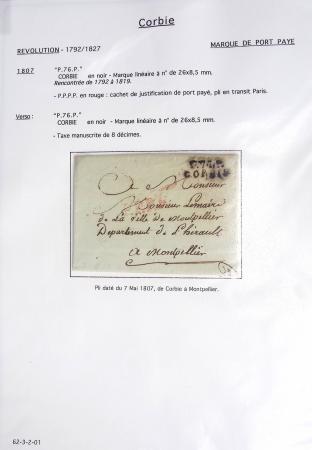 Corbie
REVOLUTION - 1792/1827 MARQUE DE PORT PAYE
1807 "P.76.P."
CORBIE en noir - Marque linéaire à n° de 26x8,5 mm.
Rencontrée de 1792 à 1819.
- P.P.P.P. en rouge : cachet de justification de port payé, pli en transit Paris.
Verso : "P.76.P."
CORBIE en noir - Marque linéaire à n° de 26x8,5 mm.
- Taxe manuscrite de 8 décimes.
P.76.P.
CORBIE
A Monsieur
Monsieur Lemaire
de La Ville de Montpellier
Departement de l'hérault
a Montpellier
Pli daté du 7 Mai 1807, de Corbie à Montpellier.
62-3-2-01